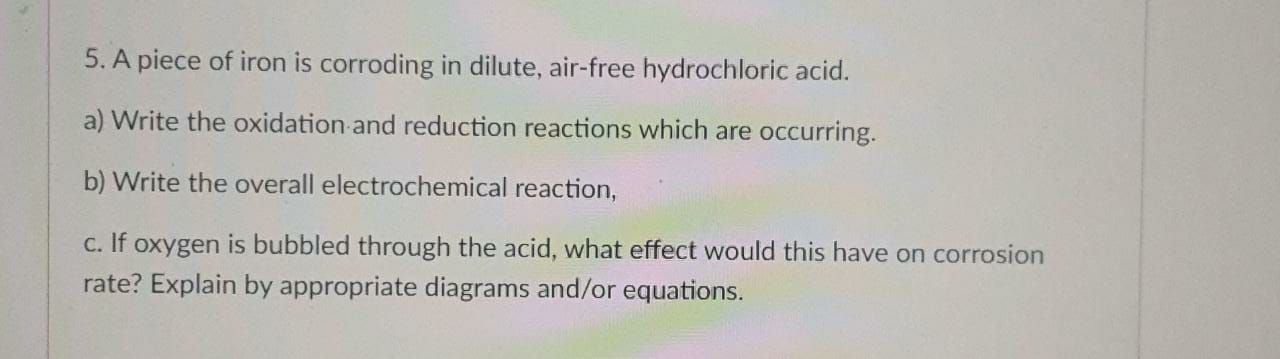 5. A piece of iron is corroding in dilute, air-free hydrochloric acid.
a) Write the oxidation and reduction reactions which are occurring.
b) Write the overall electrochemical reaction,
c. If oxygen is bubbled through the acid, what effect would this have on corrosion
rate? Explain by appropriate diagrams and/or equations.